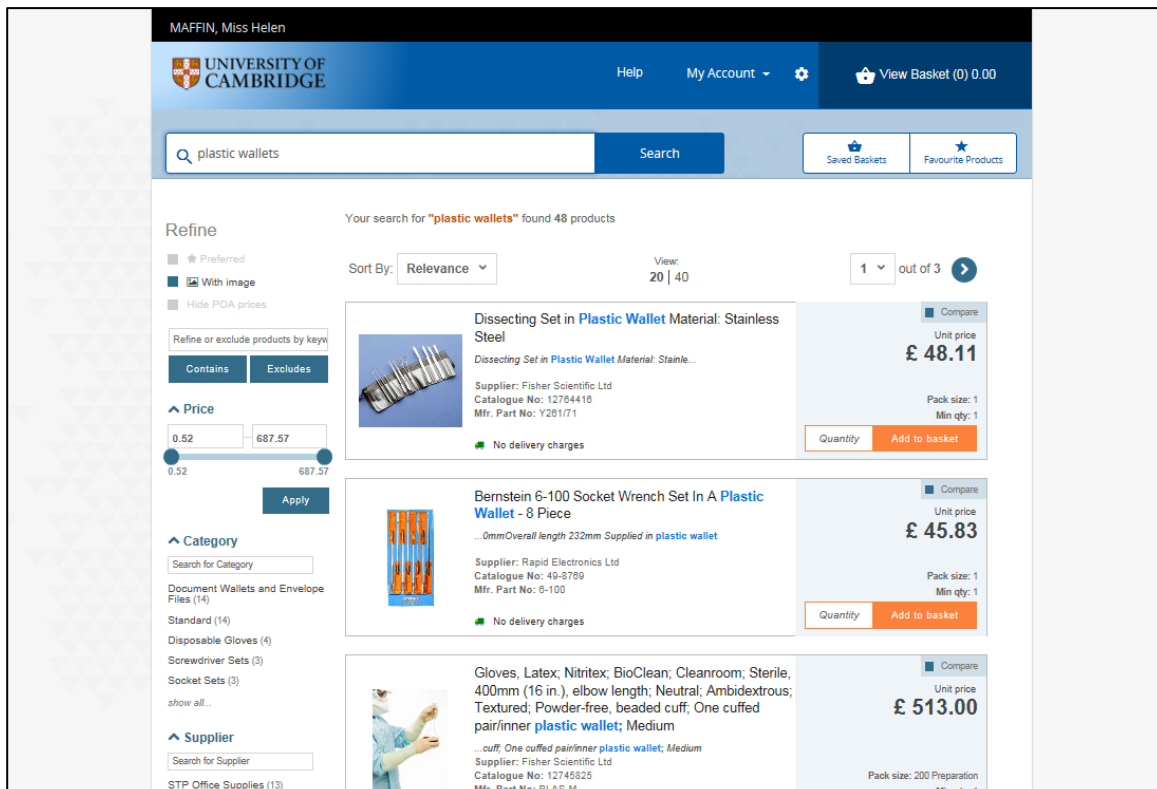 MAFFIN, Miss Helen
UNIVERSITY OF
CAMBRIDGE
Help
My Account
View Basket (0) 0.00
plastic wallets
Search
Saved Baskets
Favourite Products
Refine
Preferred
With image
Hide POA prices
Refine or exclude products by keyw
Contains
Excludes
Price
0.52
687.57
0.52
687.57
Apply
Category
Search for Category
Document Wallets and Envelope
Files (14)
Standard (14)
Disposable Gloves (4)
Screwdriver Sets (3)
Socket Sets (3)
show all...
Supplier
Search for Supplier
STP Office Supplies (13)
Your search for "plastic wallets" found 48 products
Sort By: Relevance
View:
20 | 40
1 out of 3
Dissecting Set in Plastic Wallet Material: Stainless
Steel
Dissecting Set in Plastic Wallet Material: Stainle...
Supplier: Fisher Scientific Ltd
Catalogue No: 12764416
Mfr. Part No: Y261/71
No delivery charges
Compare
Unit price
£ 48.11
Pack size: 1
Min qty: 1
Quantity
Add to basket
Bernstein 6-100 Socket Wrench Set In A Plastic
Wallet - 8 Piece
...0mmOverall length 232mm Supplied in plastic wallet
Supplier: Rapid Electronics Ltd
Catalogue No: 49-8769
Mfr. Part No: 6-100
No delivery charges
Compare
Unit price
£ 45.83
Pack size: 1
Min qty: 1
Quantity
Add to basket
Gloves, Latex; Nitritex; BioClean; Cleanroom; Sterile,
400mm (16 in.), elbow length; Neutral; Ambidextrous;
Textured; Powder-free, beaded cuff; One cuffed
pair/inner plastic wallet; Medium
...cuff; One cuffed pair/inner plastic wallet; Medium
Supplier: Fisher Scientific Ltd
Catalogue No: 12745825
Mfr. Part No: BLAS-M
Compare
Unit price
£ 513.00
Pack size: 200 Preparation